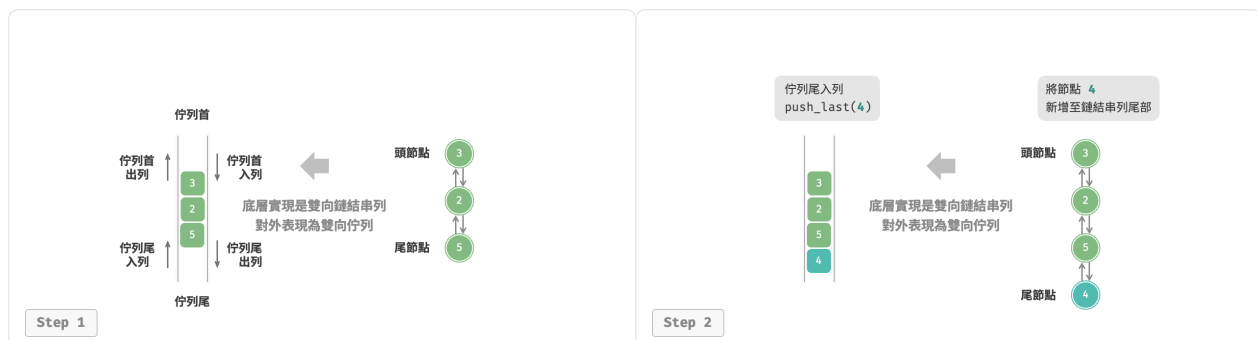 佇列首
佇列首
出列
佇列首
入列
3
2
5
佇列尾
入列
佇列尾
出列
佇列尾
底層實現是雙向鏈結串列
對外表現為雙向佇列
頭節點
3
2
尾節點
5
Step 1
佇列尾入列
push_last(4)
3
2
5
4
底層實現是雙向鏈結串列
對外表現為雙向佇列
將節點 4
新增至鏈結串列尾部
頭節點
3
2
5
尾節點
4
Step 2